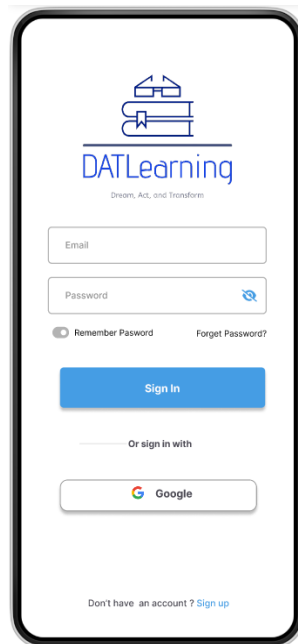 DATLearning
Dream, Act, and Transform
Email
Password
Remember Pasword Forget Password?
Sign In
Or sign in with
Google
Don't have an account ? Sign up